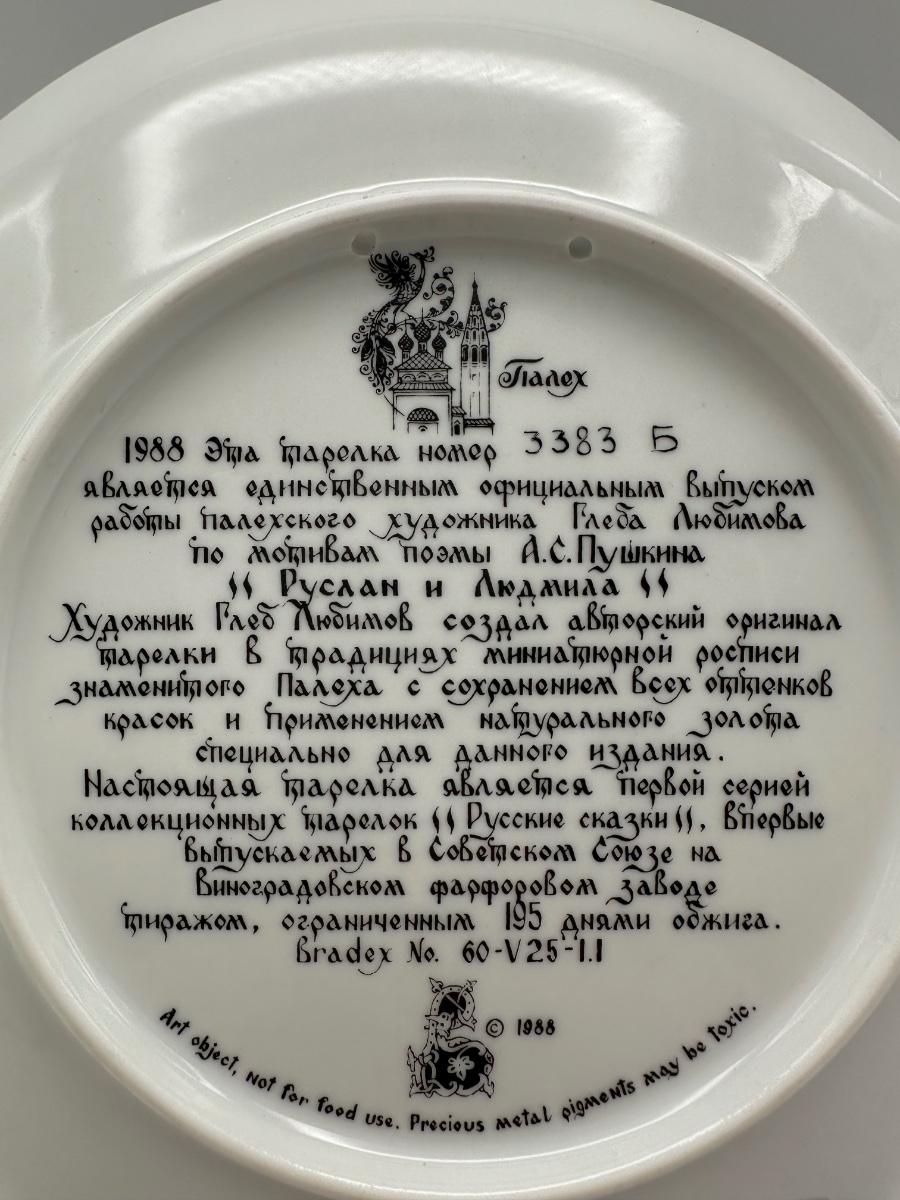 Палех
1988 Эта тарелка номер 3383 Б
является единственным официальным выпуском
работы палехского художника Глеба Любимова
по мотивам поэмы А.С.Пушкина
" Руслан и Людмила "
Художник Глеб Любимов создал авторский оригинал
тарелки в традициях миниатюрной росписи
знаменитого Палеха с сохранением всех оттенков
красок и применением натурального золота
специально для данного издания.
Настоящая тарелка является первой серией
коллекционных тарелок "Русские сказки", впервые
выпускаемых в Советском Союзе на
Виноградовском фарфоровом заводе
тиражом, ограниченным 195 днями обжига.
Bradex No. 60-V25-1.1
© 1988
Art object, not for food use. Precious metal pigments may be toxic.